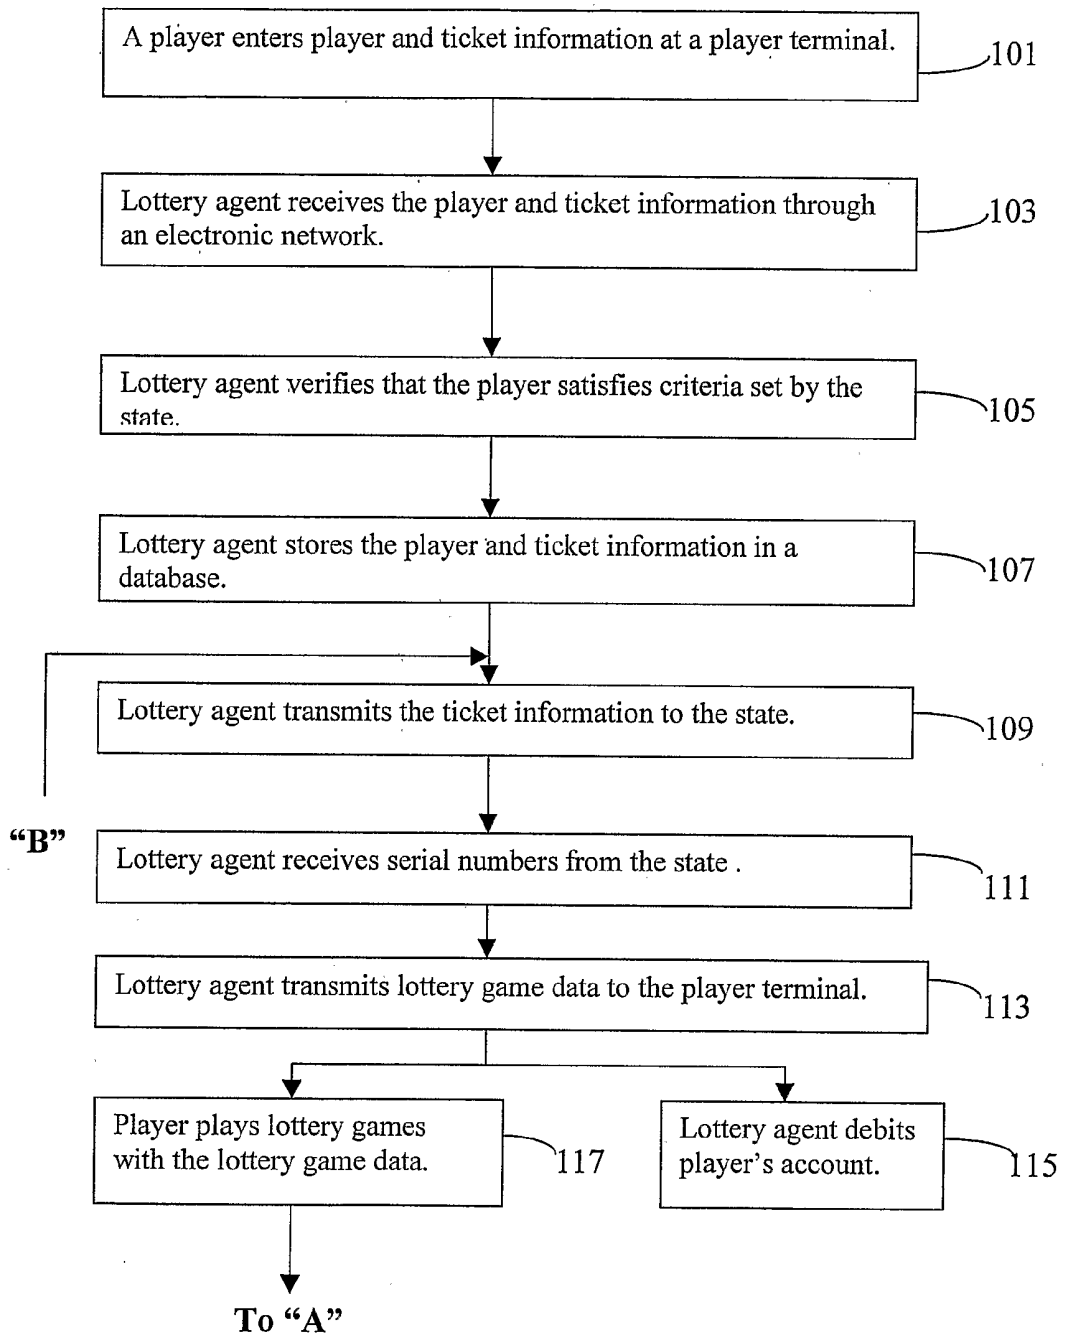 A player enters player and ticket information at a player terminal.
101
Lottery agent receives the player and ticket information through
an electronic network.
103
Lottery agent verifies that the player satisfies criteria set by the
state.
105
Lottery agent stores the player and ticket information in a
database.
107
Lottery agent transmits the ticket information to the state.
109
“B”
Lottery agent receives serial numbers from the state .
111
Lottery agent transmits lottery game data to the player terminal.
113
Player plays lottery games
with the lottery game data.
117
Lottery agent debits
player’s account.
115
To “A”